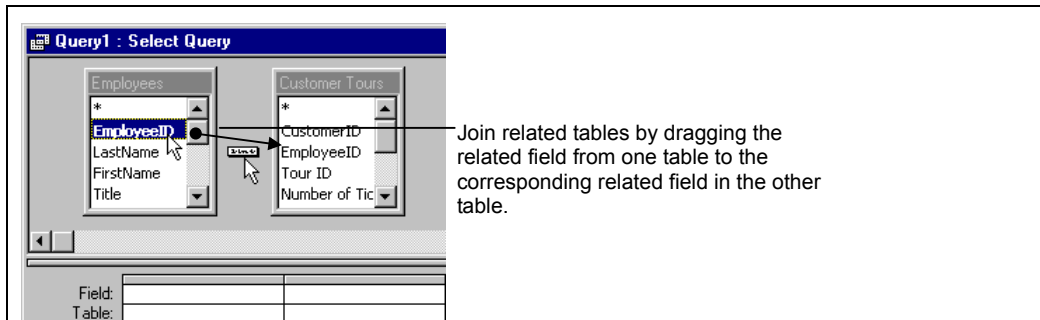 Query1 : Select Query
Employees
*
EmployeeID
LastName
FirstName
Title
Customer Tours
*
CustomerID
EmployeeID
Tour ID
Number of Tic
Join related tables by dragging the
related field from one table to the
corresponding related field in the other
table.
Field:
Table: